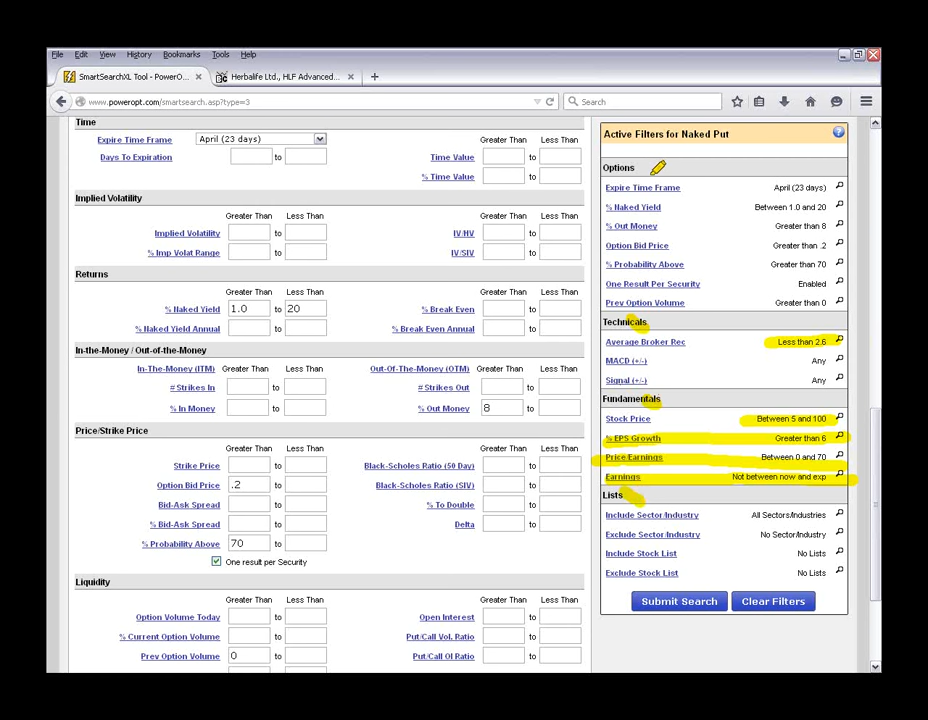 File Edit View History Bookmarks Tools Help
SmartSearchXL Tool - PowerO... Herbalife Ltd., HLF Advanced...
www.poweropt.com/smartsearch.asp?type=3 Search
Time
Expire Time Frame April (23 days) Greater Than Less Than
Days To Expiration to Time Value to
% Time Value to
Implied Volatility
Greater Than Less Than Greater Than Less Than
Implied Volatility to IV/HV to
% Imp Volat Range to IV/SIV to
Returns
Greater Than Less Than Greater Than Less Than
% Naked Yield 1.0 to 20 % Break Even to
% Naked Yield Annual to % Break Even Annual to
In-the-Money / Out-of-the-Money
In-The-Money (ITM) Greater Than Less Than Out-Of-The-Money (OTM) Greater Than Less Than
# Strikes In to # Strikes Out to
% In Money to % Out Money 8 to
Price/Strike Price
Greater Than Less Than Greater Than Less Than
Strike Price to Black-Scholes Ratio (50 Day) to
Option Bid Price .2 to Black-Scholes Ratio (SIV) to
Bid-Ask Spread to % To Double to
% Bid-Ask Spread to Delta to
% Probability Above 70 to
One result per Security
Liquidity
Greater Than Less Than Greater Than Less Than
Option Volume Today to Open Interest to
% Current Option Volume to Put/Call Vol. Ratio to
Prev Option Volume 0 to Put/Call OI Ratio to
Active Filters for Naked Put ?
Options
Expire Time Frame April (23 days)
% Naked Yield Between 1.0 and 20
% Out Money Greater than 8
Option Bid Price Greater than .2
% Probability Above Greater than 70
One Result Per Security Enabled
Prev Option Volume Greater than 0
Technicals
Average Broker Rec Less than 2.6
MACD (+/-) Any
Signal (+/-) Any
Fundamentals
Stock Price Between 5 and 100
% EPS Growth Greater than 6
Price/Earnings Between 0 and 70
Earnings Not between now and exp
Lists
Include Sector/Industry All Sectors/Industries
Exclude Sector/Industry No Sector/Industry
Include Stock List No Lists
Exclude Stock List No Lists
Submit Search Clear Filters